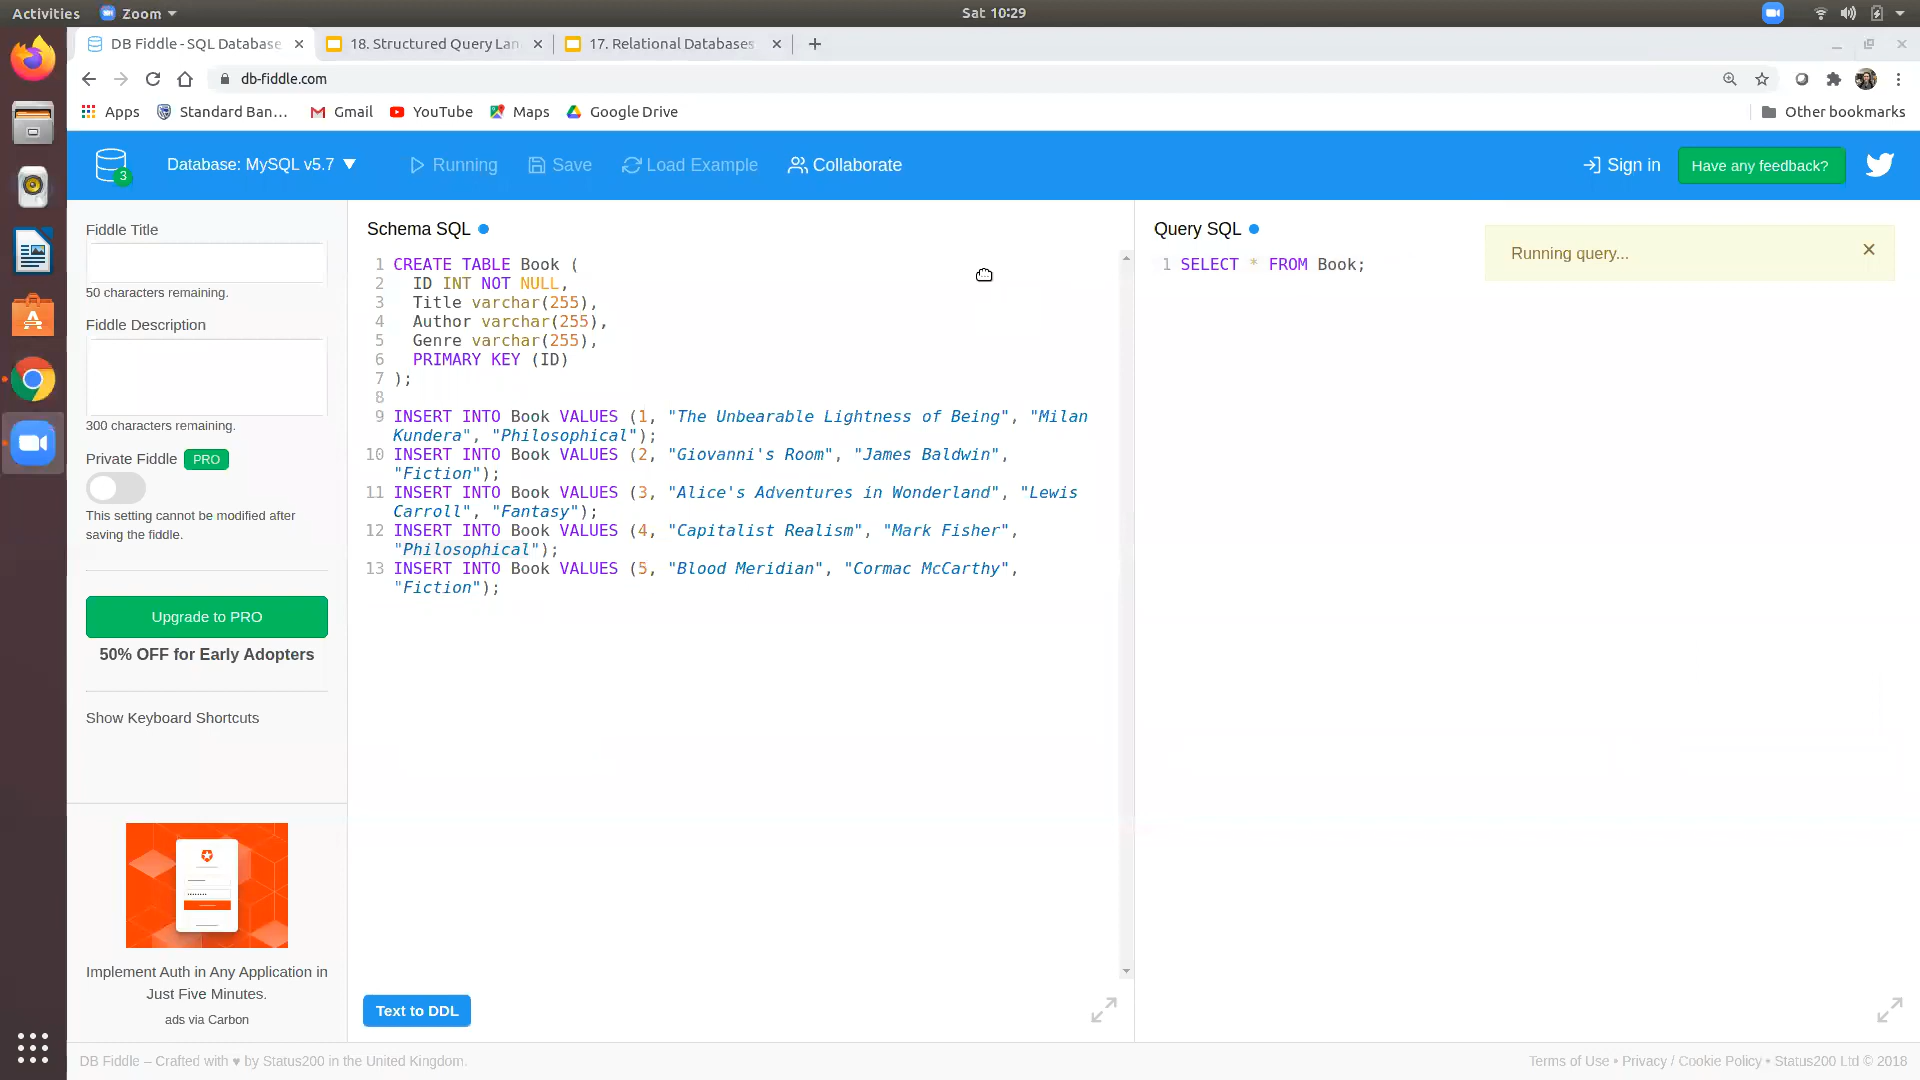 Activities
Zoom
Sat 10:29
DB Fiddle - SQL Database
18. Structured Query Lan
17. Relational Databases
db-fiddle.com
Apps
Standard Ban...
Gmail
YouTube
Maps
Google Drive
Other bookmarks
3
Database: MySQL v5.7 ▼
Running
Save
Load Example
Collaborate
Sign in
Have any feedback?
Fiddle Title
50 characters remaining.
Fiddle Description
300 characters remaining.
Private Fiddle PRO
This setting cannot be modified after
saving the fiddle.
Upgrade to PRO
50% OFF for Early Adopters
Show Keyboard Shortcuts
Implement Auth in Any Application in
Just Five Minutes.
ads via Carbon
Schema SQL
1 CREATE TABLE Book (
2 ID INT NOT NULL,
3 Title varchar(255),
4 Author varchar(255),
5 Genre varchar(255),
6 PRIMARY KEY (ID)
7 );
8
9 INSERT INTO Book VALUES (1, "The Unbearable Lightness of Being", "Milan
Kundera", "Philosophical");
10 INSERT INTO Book VALUES (2, "Giovanni's Room", "James Baldwin",
"Fiction");
11 INSERT INTO Book VALUES (3, "Alice's Adventures in Wonderland", "Lewis
Carroll", "Fantasy");
12 INSERT INTO Book VALUES (4, "Capitalist Realism", "Mark Fisher",
"Philosophical");
13 INSERT INTO Book VALUES (5, "Blood Meridian", "Cormac McCarthy",
"Fiction");
Text to DDL
Query SQL
1 SELECT * FROM Book;
Running query...
DB Fiddle – Crafted with ♥ by Status200 in the United Kingdom.
Terms of Use • Privacy / Cookie Policy • Status200 Ltd © 2018